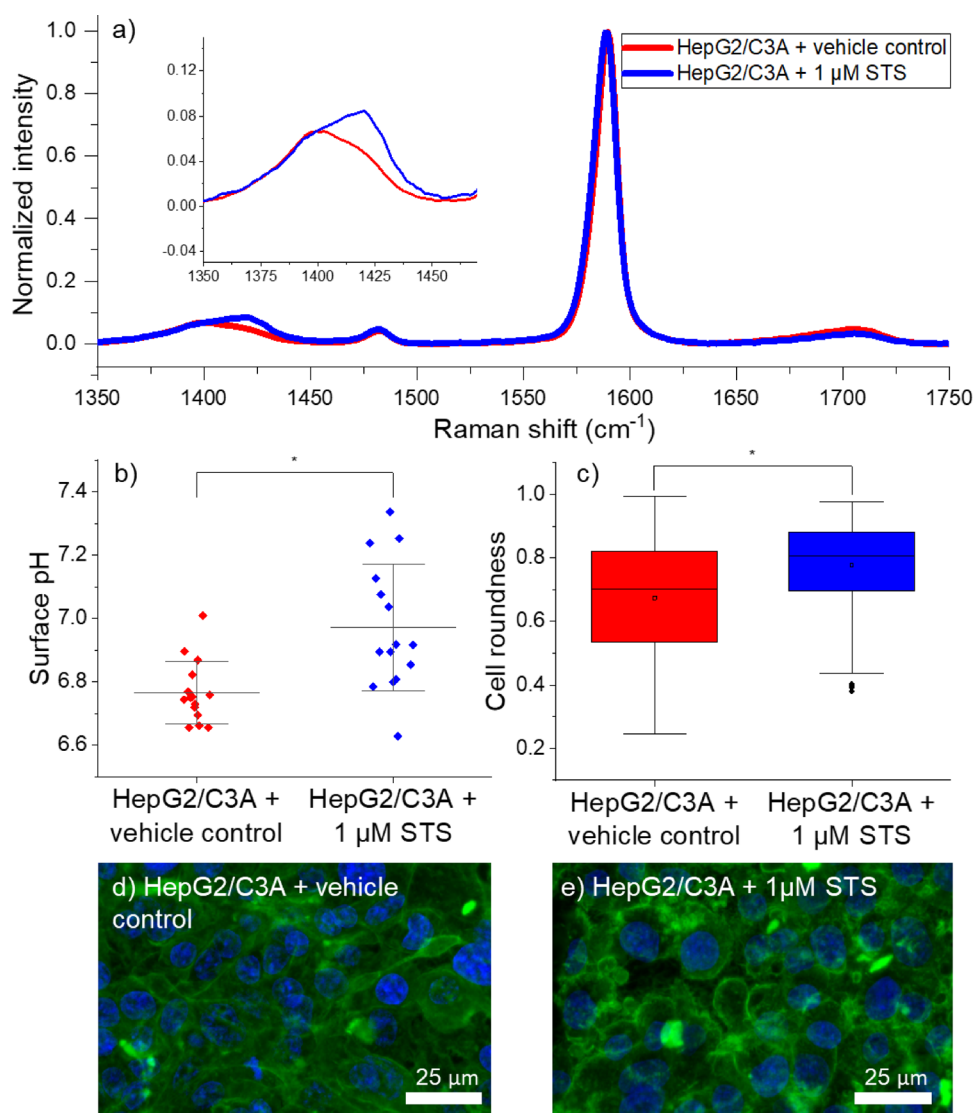 a)
HepG2/C3A + vehicle control
HepG2/C3A + 1 µM STS
Normalized intensity
1.0
0.8
0.6
0.4
0.2
0.0
0.12
0.08
0.04
0.00
-0.04
1350 1375 1400 1425 1450
1350 1400 1450 1500 1550 1600 1650 1700 1750
Raman shift (cm⁻¹)
b)
*
Surface pH
7.4
7.2
7.0
6.8
6.6
HepG2/C3A +
vehicle control
HepG2/C3A +
1 µM STS
c)
*
Cell roundness
1.0
0.8
0.6
0.4
0.2
HepG2/C3A +
vehicle control
HepG2/C3A +
1 µM STS
d) HepG2/C3A + vehicle
control
25 µm
e) HepG2/C3A + 1µM STS
25 µm